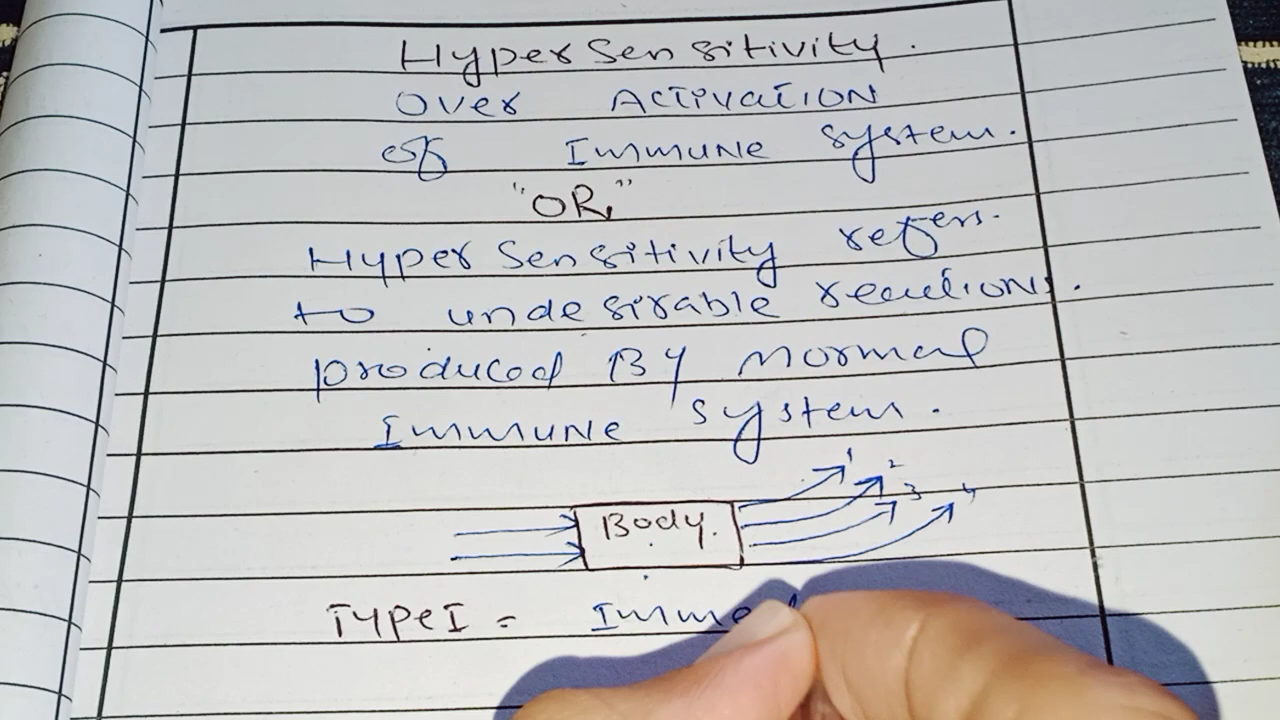 Hypersensitivity.
Over Activation
of Immune system.
"OR"
Hypersensitivity refers.
to undesirable reactions.
produced By normal
Immune system.
1 2 3 4
Body.
Type I = Imme